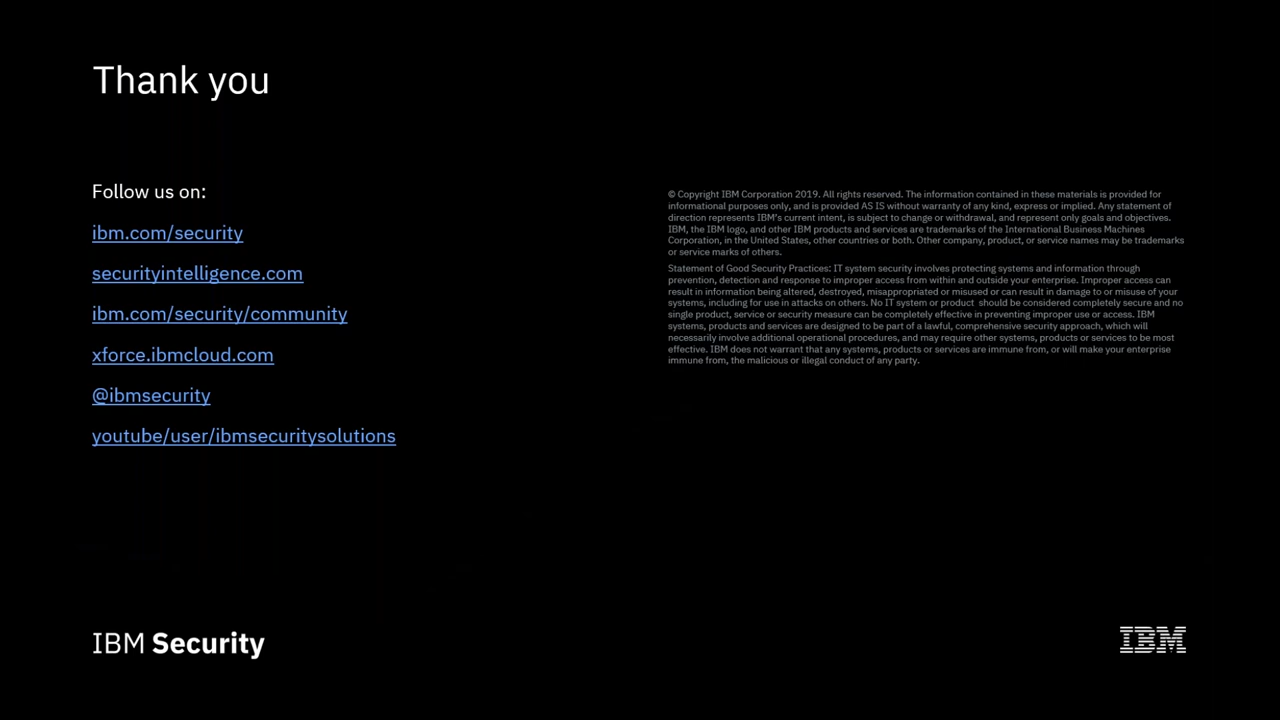 Thank you
Follow us on:
ibm.com/security
securityintelligence.com
ibm.com/security/community
xforce.ibmcloud.com
@ibmsecurity
youtube/user/ibmsecuritysolutions
© Copyright IBM Corporation 2019. All rights reserved. The information contained in these materials is provided for
informational purposes only, and is provided AS IS without warranty of any kind, express or implied. Any statement of
direction represents IBM's current intent, is subject to change or withdrawal, and represent only goals and objectives.
IBM, the IBM logo, and other IBM products and services are trademarks of the International Business Machines
Corporation, in the United States, other countries or both. Other company, product, or service names may be trademarks
or service marks of others.
Statement of Good Security Practices: IT system security involves protecting systems and information through
prevention, detection and response to improper access from within and outside your enterprise. Improper access can
result in information being altered, destroyed, misappropriated or misused or can result in damage to or misuse of your
systems, including for use in attacks on others. No IT system or product should be considered completely secure and no
single product, service or security measure can be completely effective in preventing improper use or access. IBM
systems, products and services are designed to be part of a lawful, comprehensive security approach, which will
necessarily involve additional operational procedures, and may require other systems, products or services to be most
effective. IBM does not warrant that any systems, products or services are immune from, or will make your enterprise
immune from, the malicious or illegal conduct of any party.
IBM Security
IBM